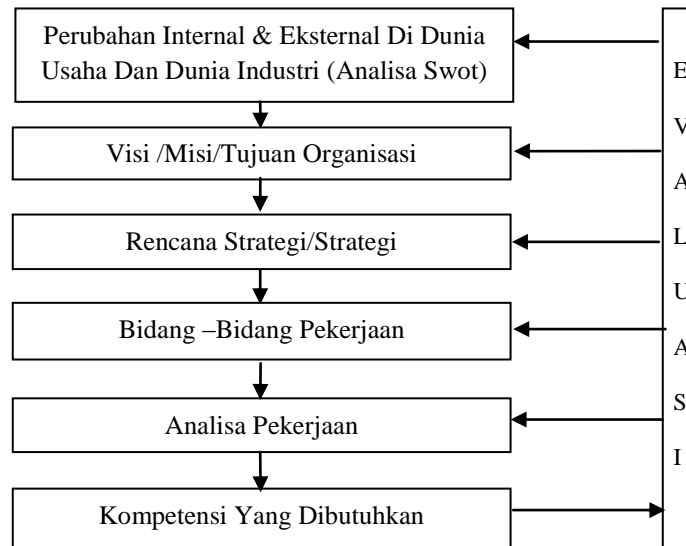 Perubahan Internal & Eksternal Di Dunia
Usaha Dan Dunia Industri (Analisa Swot)
Visi /Misi/Tujuan Organisasi
Rencana Strategi/Strategi
Bidang –Bidang Pekerjaan
Analisa Pekerjaan
Kompetensi Yang Dibutuhkan
E
V
A
L
U
A
S
I